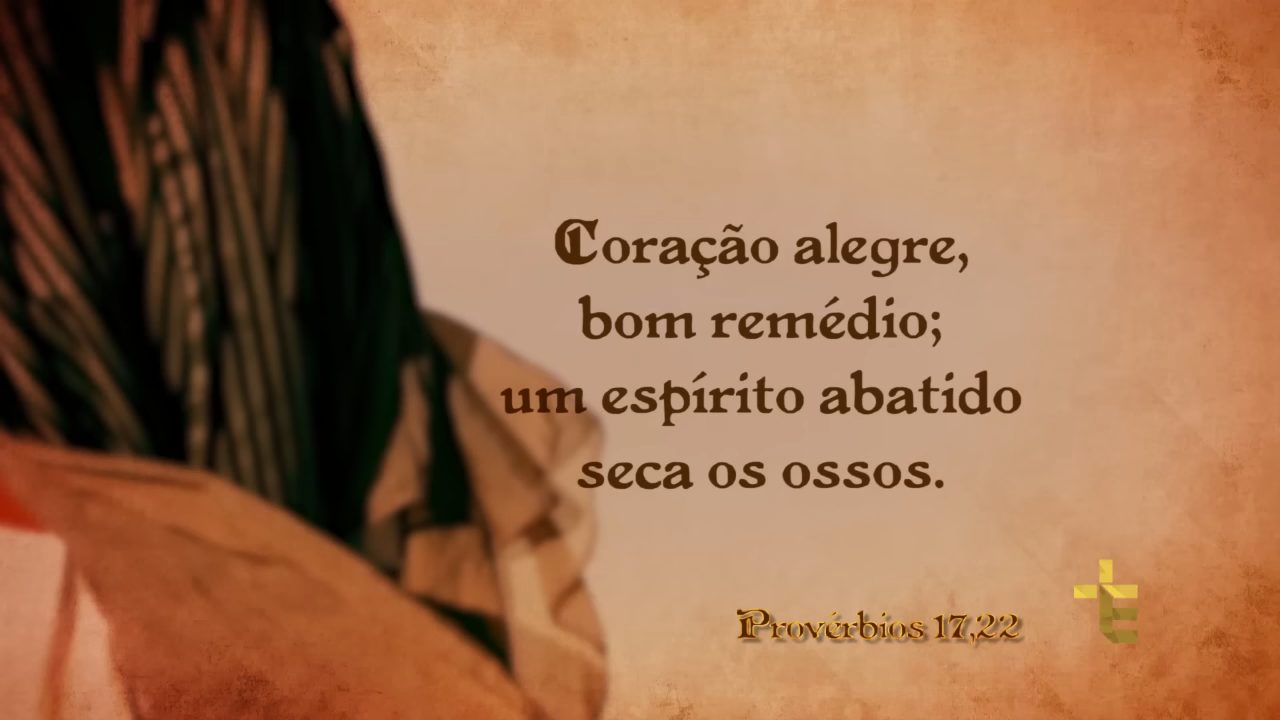 Coração alegre,
bom remédio;
um espírito abatido
seca os ossos.
Provérbios 17,22